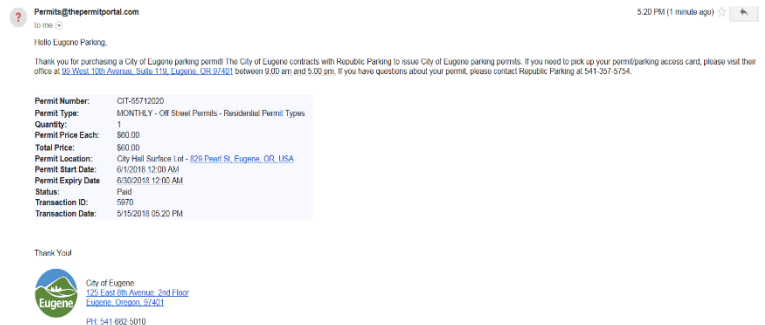 Permits@thepermitportal.com
5:20 PM (1 minute ago)
to me
Hello Eugene Parking,
Thank you for purchasing a City of Eugene parking permit! The City of Eugene contracts with Republic Parking to issue City of Eugene parking permits. If you need to pick up your permit/parking access card, please visit their
office at 99 West 10th Avenue, Suite 119, Eugene, OR 97401 between 9:00 am and 5:00 pm. If you have questions about your permit, please contact Republic Parking at 541-357-5754.
Permit Number: CIT-55712020
Permit Type: MONTHLY - Off Street Permits - Residential Permit Types
Quantity: 1
Permit Price Each: $60.00
Total Price: $60.00
Permit Location: City Hall Surface Lot - 829 Pearl St, Eugene, OR, USA
Permit Start Date: 6/1/2018 12:00 AM
Permit Expiry Date 6/30/2018 12:00 AM
Status: Paid
Transaction ID: 5970
Transaction Date: 5/15/2018 05:20 PM
Thank You!
Eugene
City of Eugene
125 East 8th Avenue, 2nd Floor
Eugene, Oregon, 97401
PH: 541-682-5010